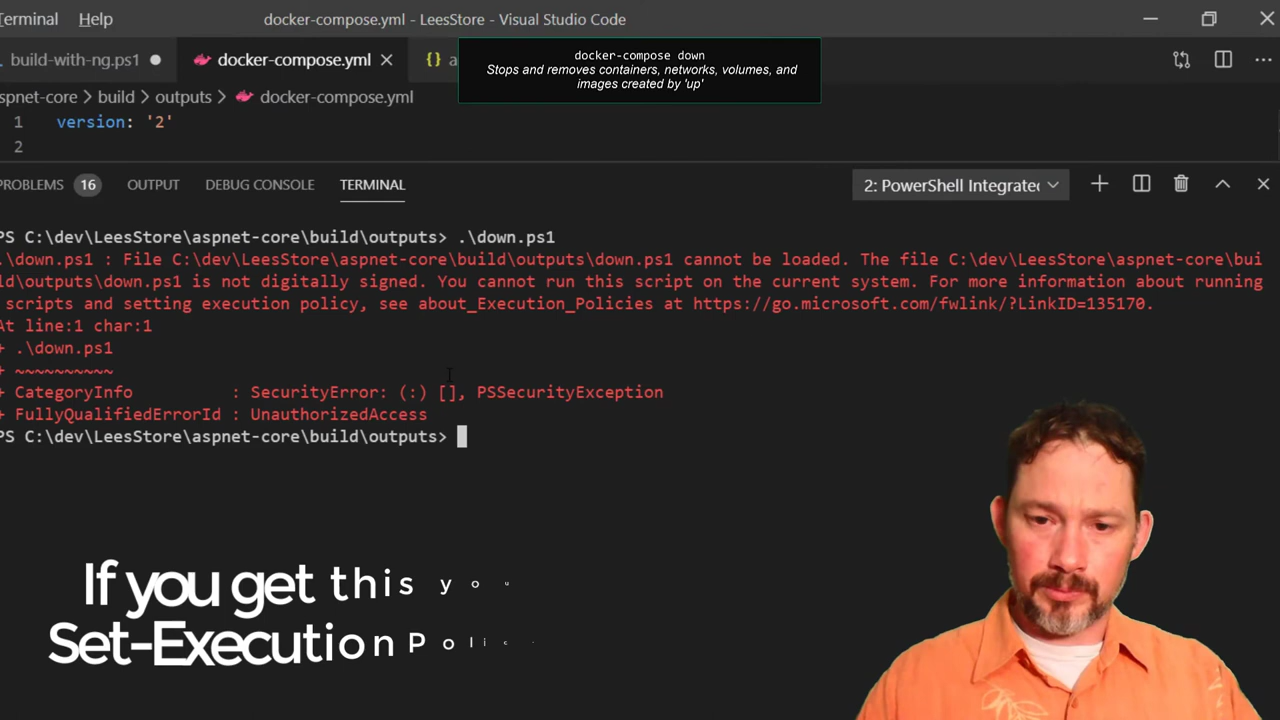 Terminal Help docker-compose.yml - LeesStore - Visual Studio Code
build-with-ng.ps1 docker-compose.yml {} a
docker-compose down
Stops and removes containers, networks, volumes, and
images created by 'up'
spnet-core > build > outputs > docker-compose.yml
1 version: '2'
2
PROBLEMS 16 OUTPUT DEBUG CONSOLE TERMINAL 2: PowerShell Integrate
PS C:\dev\LeesStore\aspnet-core\build\outputs> .\down.ps1
.\down.ps1 : File C:\dev\LeesStore\aspnet-core\build\outputs\down.ps1 cannot be loaded. The file C:\dev\LeesStore\aspnet-core\bui
ld\outputs\down.ps1 is not digitally signed. You cannot run this script on the current system. For more information about running
scripts and setting execution policy, see about_Execution_Policies at https://go.microsoft.com/fwlink/?LinkID=135170.
At line:1 char:1
+ .\down.ps1
+ ~~~~~~~~~~
+ CategoryInfo : SecurityError: (:) [], PSSecurityException
+ FullyQualifiedErrorId : UnauthorizedAccess
PS C:\dev\LeesStore\aspnet-core\build\outputs>
If you get this you
Set-ExecutionPolic